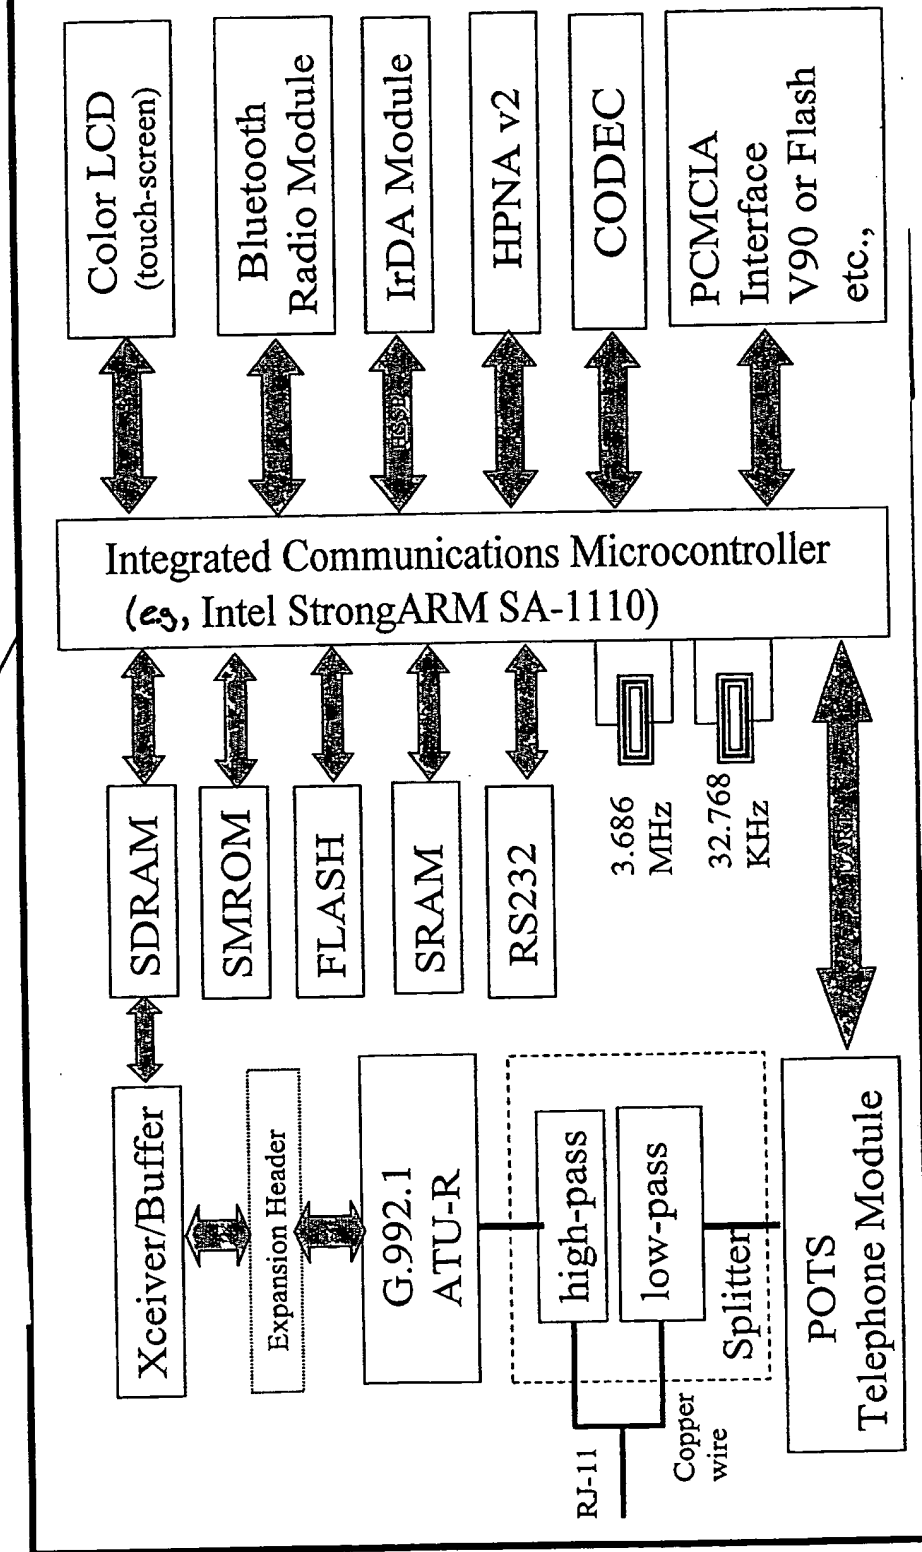 Xceiver/Buffer
Expansion Header
G.992.1
ATU-R
high-pass
low-pass
Splitter
RJ-11
Copper
wire
POTS
Telephone Module
SDRAM
SMROM
FLASH
SRAM
RS232
3.686
MHz
32.768
KHz
UART
Integrated Communications Microcontroller
(e.g., Intel StrongARM SA-1110)
Color LCD
(touch-screen)
Bluetooth
Radio Module
HSSP
IrDA Module
HPNA v2
CODEC
PCMCIA
Interface
V90 or Flash
etc.,